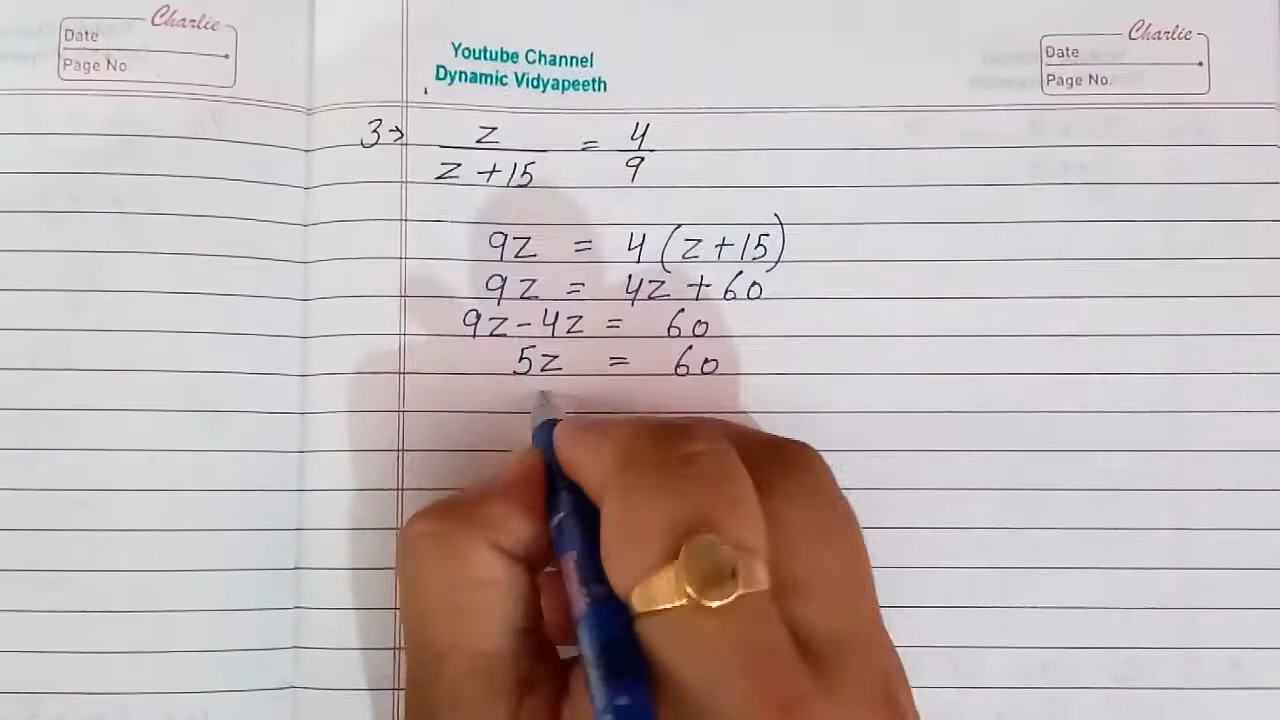 Charlie
Date
Page No
Youtube Channel
Dynamic Vidyapeeth
Charlie
Date
Page No.
3→ z/(z+15) = 4/9
9z = 4(z+15)
9z = 4z+60
9z-4z = 60
5z = 60